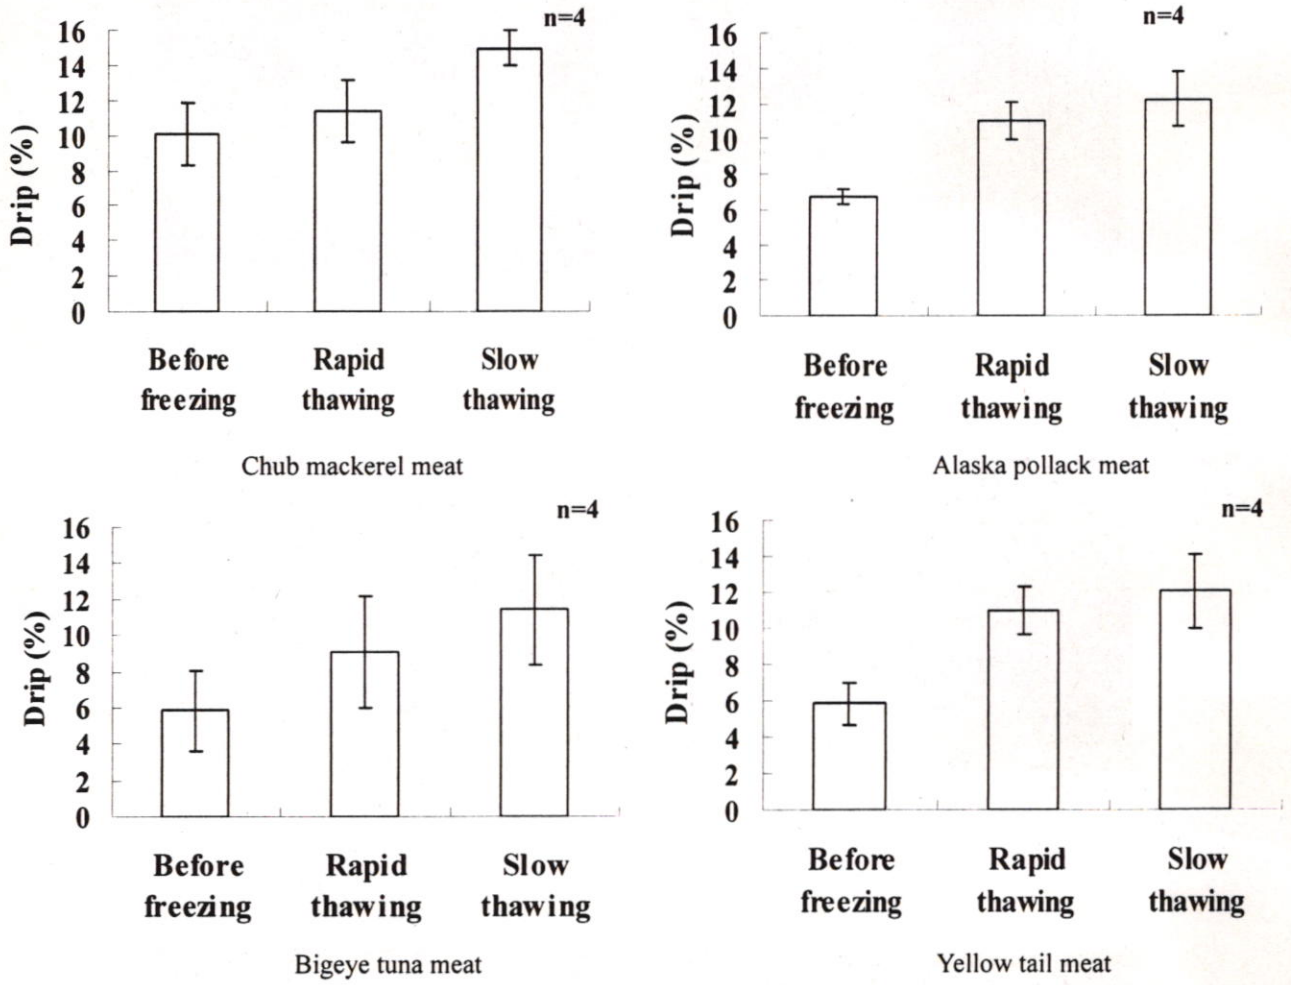 n=4
Drip (%)
16
14
12
10
8
6
4
2
0
Before freezing
Rapid thawing
Slow thawing
Chub mackerel meat
n=4
Drip (%)
16
14
12
10
8
6
4
2
0
Before freezing
Rapid thawing
Slow thawing
Alaska pollack meat
n=4
Drip (%)
16
14
12
10
8
6
4
2
0
Before freezing
Rapid thawing
Slow thawing
Bigeye tuna meat
n=4
Drip (%)
16
14
12
10
8
6
4
2
0
Before freezing
Rapid thawing
Slow thawing
Yellow tail meat